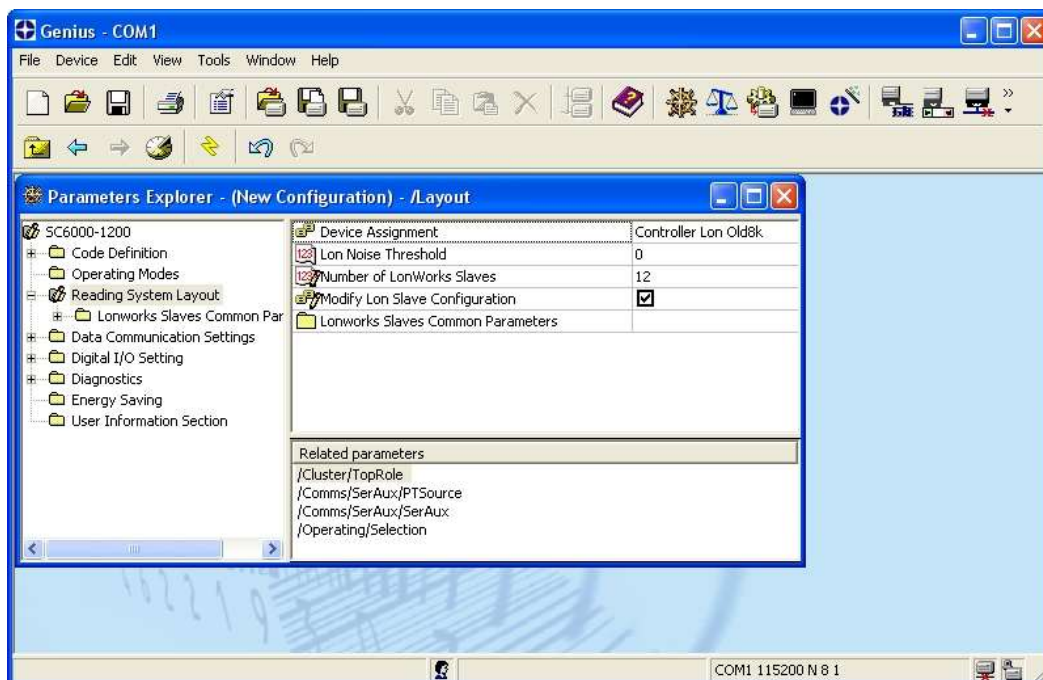 Genius - COM1
File Device Edit View Tools Window Help
Parameters Explorer - (New Configuration) - /Layout
SC6000-1200
Code Definition
Operating Modes
Reading System Layout
Lonworks Slaves Common Par
Data Communication Settings
Digital I/O Setting
Diagnostics
Energy Saving
User Information Section
Device Assignment Controller Lon Old8k
Lon Noise Threshold 0
Number of LonWorks Slaves 12
Modify Lon Slave Configuration
Lonworks Slaves Common Parameters
Related parameters
/Cluster/TopRole
/Comms/SerAux/PTSource
/Comms/SerAux/SerAux
/Operating/Selection
COM1 115200 N 8 1